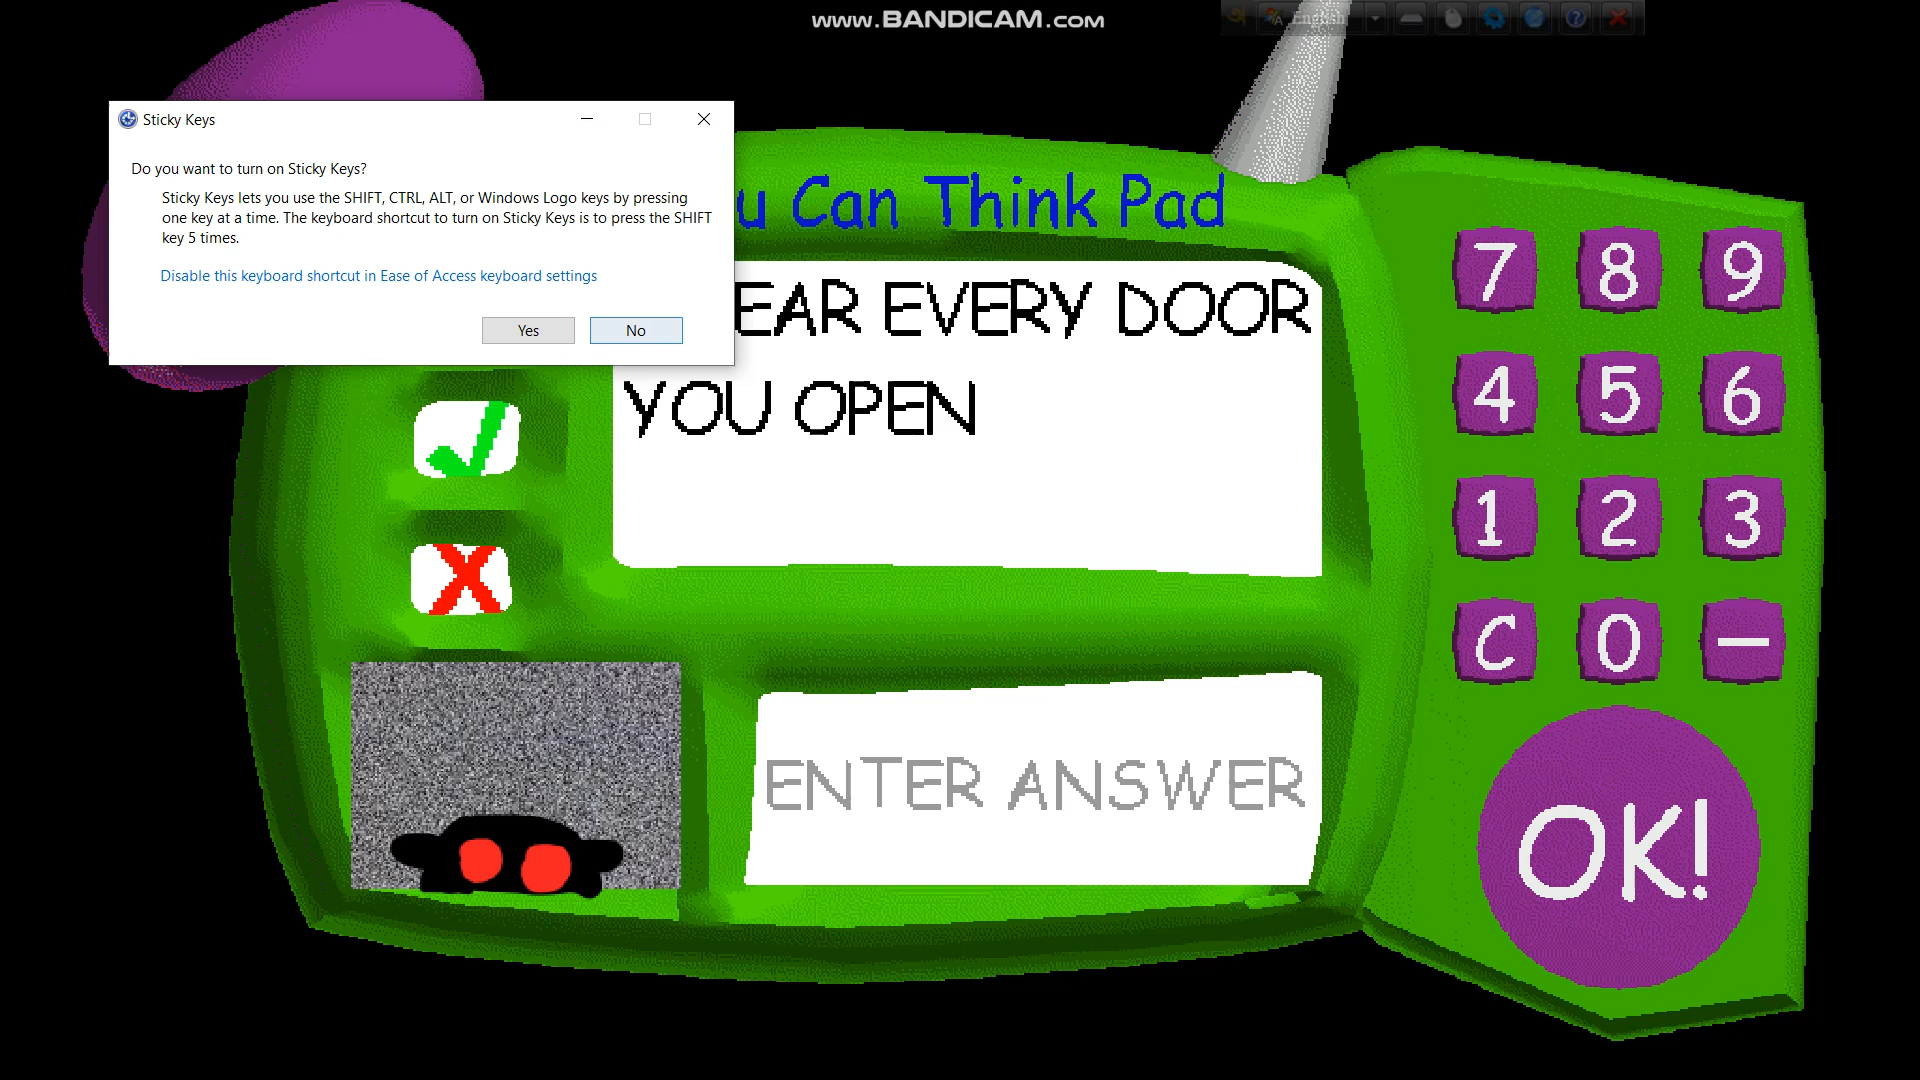 www.BANDICAM.com
English
Sticky Keys
Do you want to turn on Sticky Keys?
Sticky Keys lets you use the SHIFT, CTRL, ALT, or Windows Logo keys by pressing
one key at a time. The keyboard shortcut to turn on Sticky Keys is to press the SHIFT
key 5 times.
Disable this keyboard shortcut in Ease of Access keyboard settings
Yes No
u Can Think Pad
EAR EVERY DOOR
YOU OPEN
ENTER ANSWER
7 8 9
4 5 6
1 2 3
C 0 −
OK!